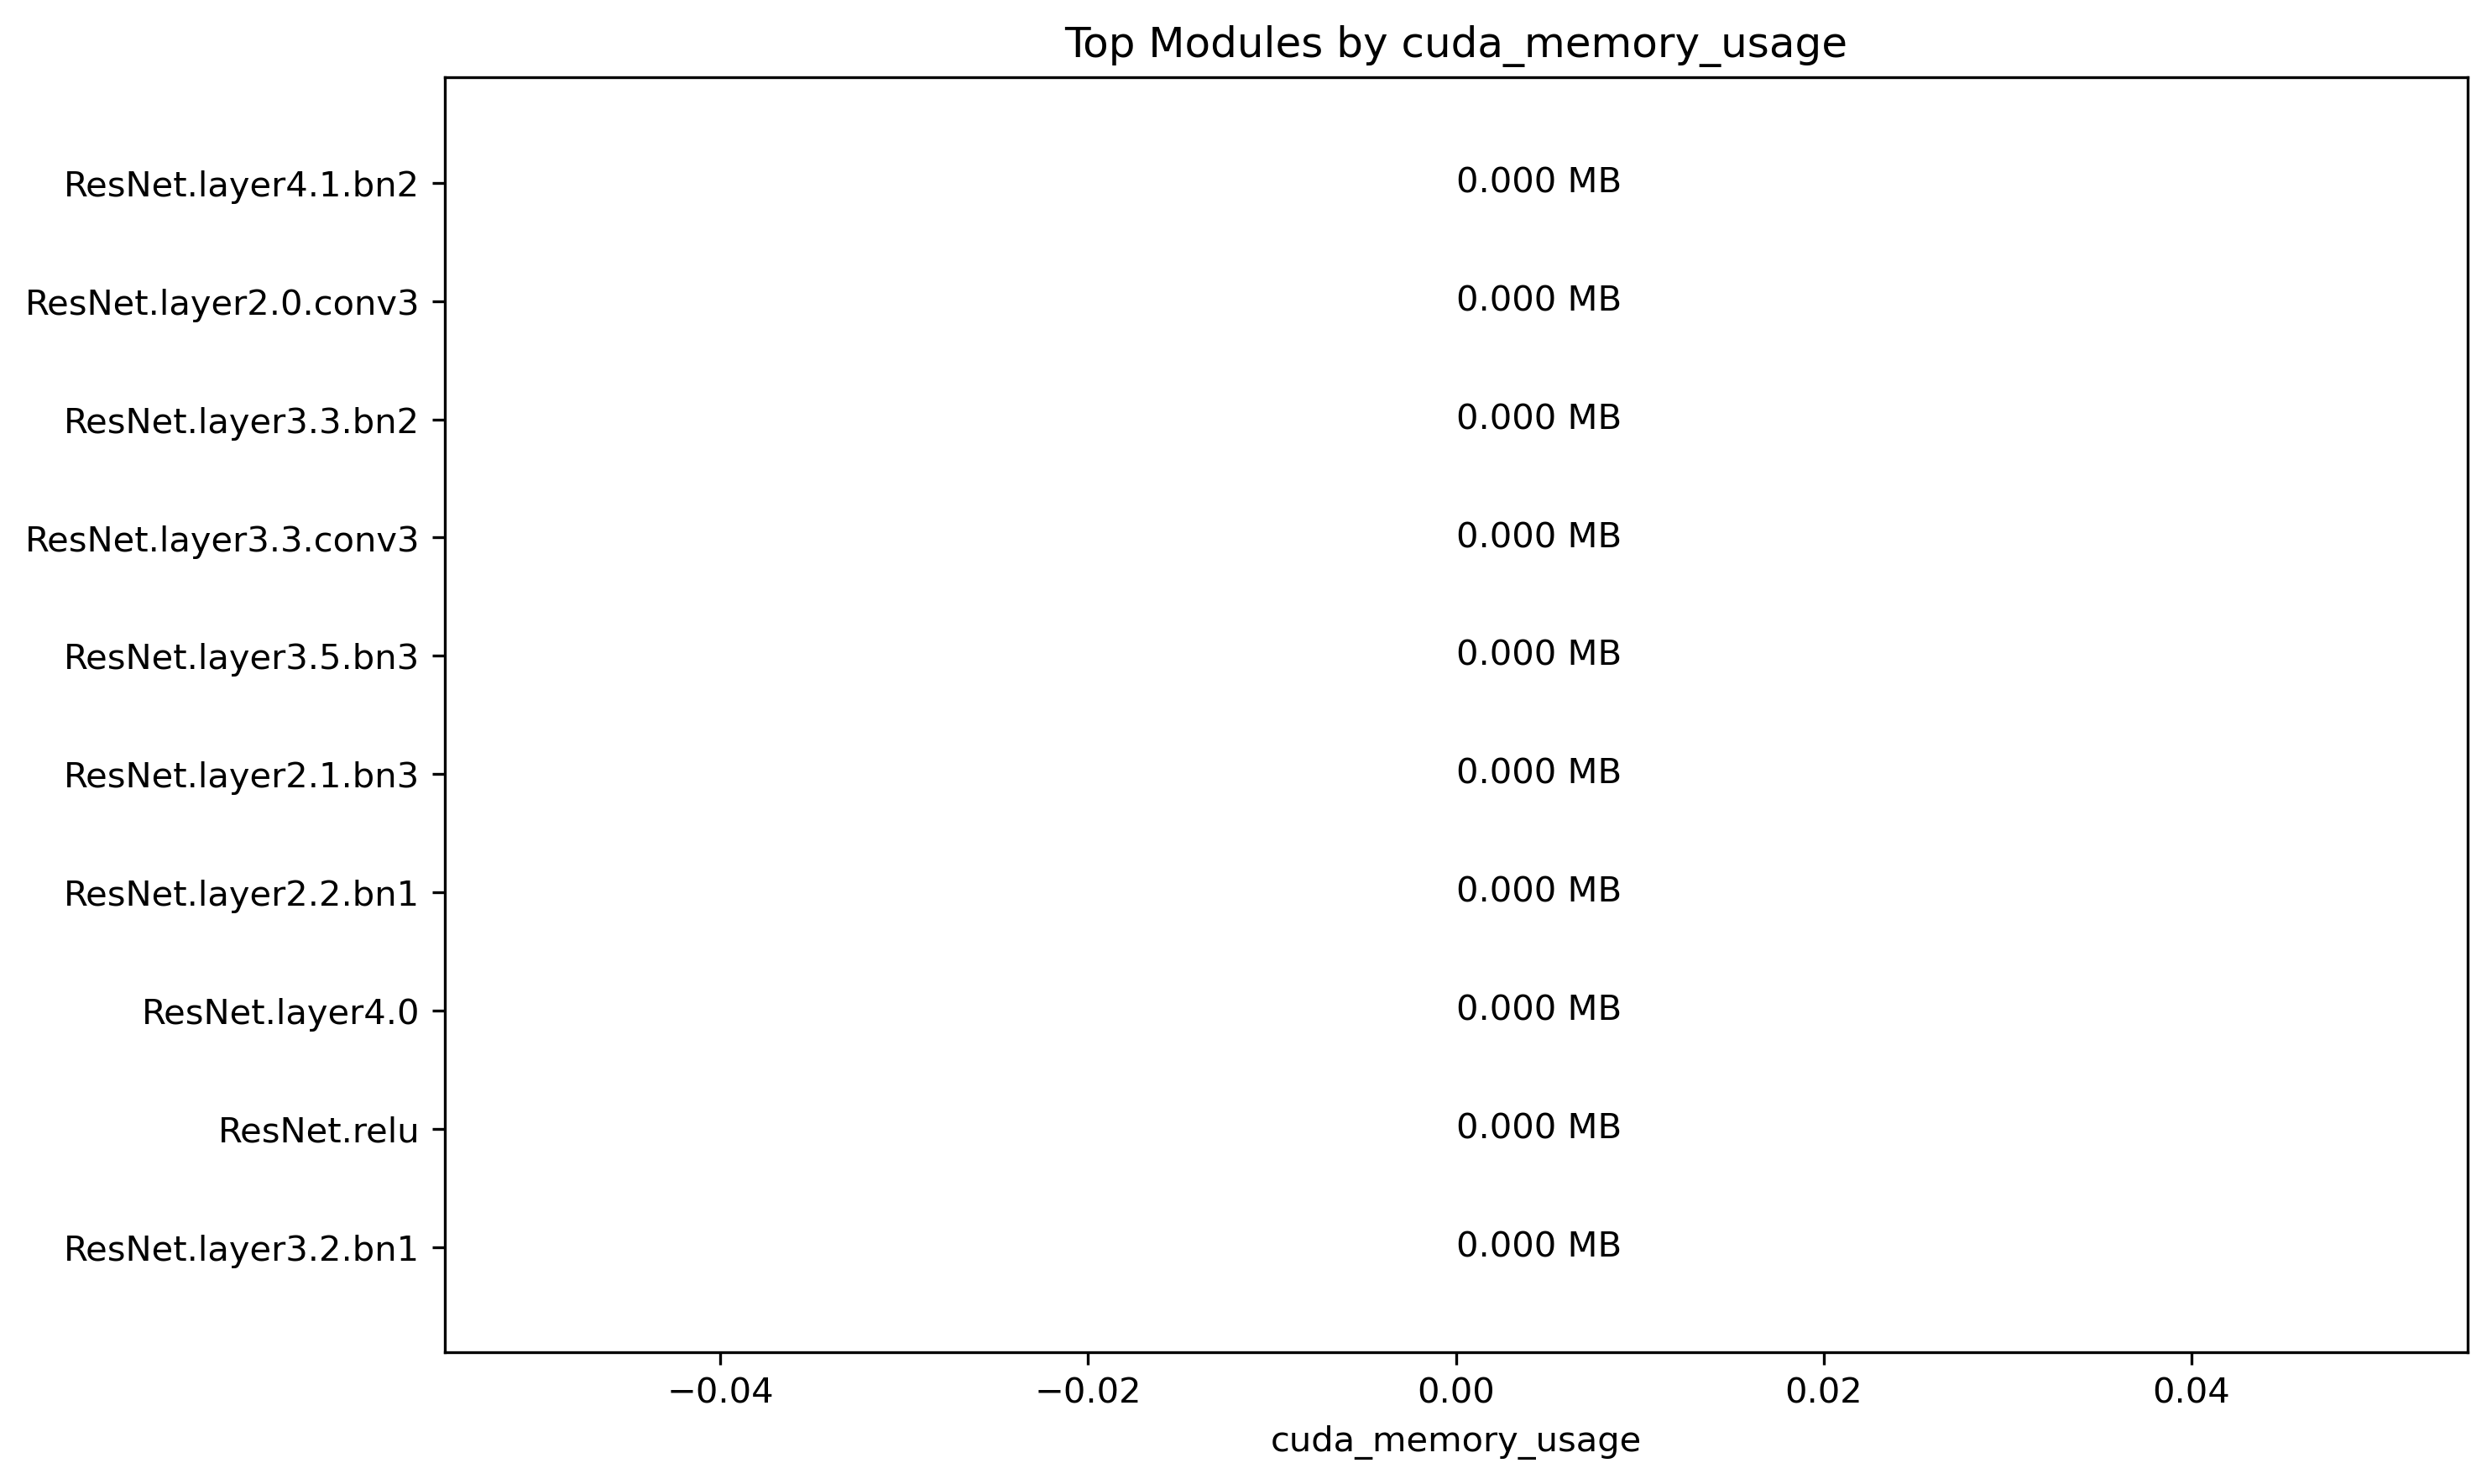 Top Modules by cuda_memory_usage
ResNet.layer4.1.bn2 0.000 MB
ResNet.layer2.0.conv3 0.000 MB
ResNet.layer3.3.bn2 0.000 MB
ResNet.layer3.3.conv3 0.000 MB
ResNet.layer3.5.bn3 0.000 MB
ResNet.layer2.1.bn3 0.000 MB
ResNet.layer2.2.bn1 0.000 MB
ResNet.layer4.0 0.000 MB
ResNet.relu 0.000 MB
ResNet.layer3.2.bn1 0.000 MB
−0.04 −0.02 0.00 0.02 0.04
cuda_memory_usage